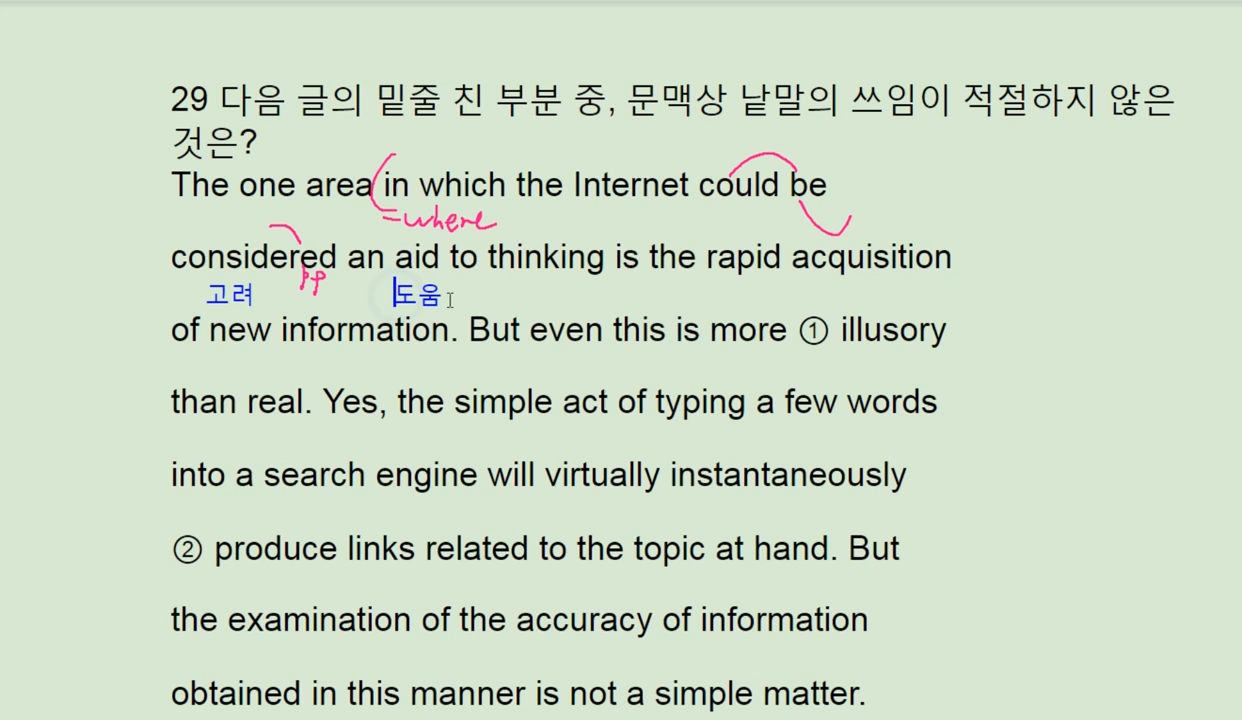 29 다음 글의 밑줄 친 부분 중, 문맥상 낱말의 쓰임이 적절하지 않은
것은?
The one area in which the Internet could be
=where
considered an aid to thinking is the rapid acquisition
pp
고려 도움
of new information. But even this is more ① illusory
than real. Yes, the simple act of typing a few words
into a search engine will virtually instantaneously
② produce links related to the topic at hand. But
the examination of the accuracy of information
obtained in this manner is not a simple matter.